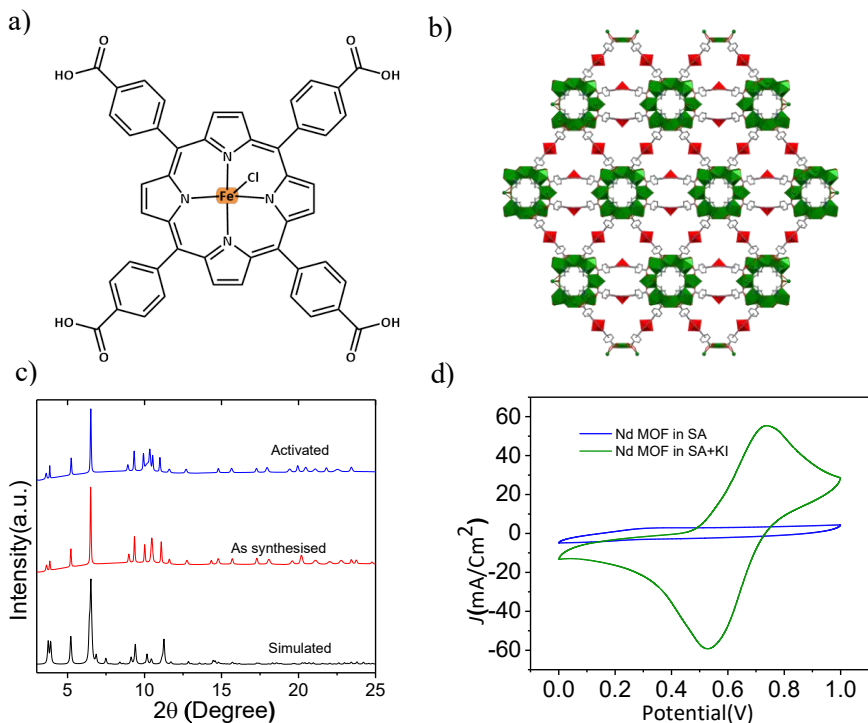 a)
O
OH
O
HO
N
Cl
N
Fe
N
N
HO
O
O
OH
b)
c)
Intensity(a.u.)
Activated
As synthesised
Simulated
5 10 15 20 25
2θ (Degree)
d)
J(mA/Cm²)
60
40
20
0
-20
-40
-60
Nd MOF in SA
Nd MOF in SA+KI
0.0 0.2 0.4 0.6 0.8 1.0
Potential(V)